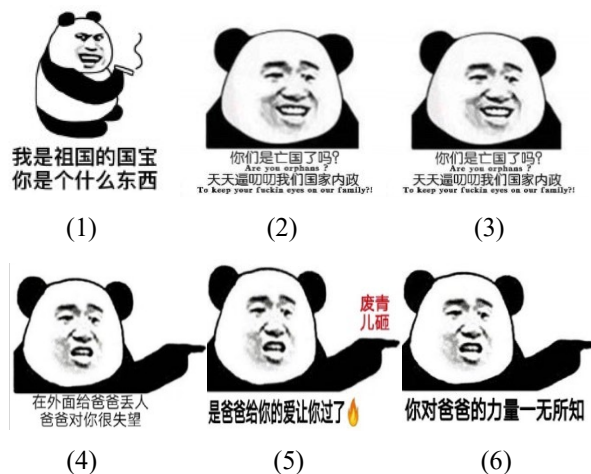 我是祖国的国宝
你是个什么东西
(1)
你们是亡国了吗?
Are you orphans ?
天天逼叨叨我们国家内政
To keep your fuckin eyes on our family?!
(2)
你们是亡国了吗?
Are you orphans ?
天天逼叨叨我们国家内政
To keep your fuckin eyes on our family?!
(3)
在外面给爸爸丢人
爸爸对你很失望
(4)
废青
儿砸
是爸爸给你的爱让你过了🔥
(5)
你对爸爸的力量一无所知
(6)